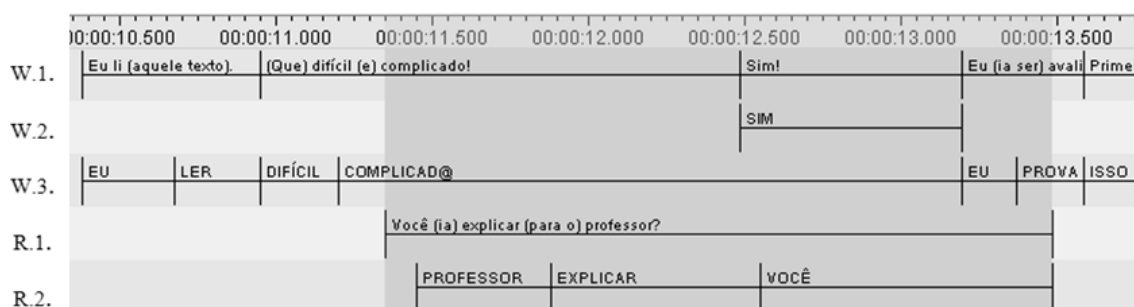 00:00:10.500 00:00:11.000 00:00:11.500 00:00:12.000 00:00:12.500 00:00:13.000 00:00:13.500
W.1. Eu li (aquele texto). (Que) difícil (e) complicado! Sim! Eu (ia ser) avali Prime
W.2. SIM
W.3. EU LER DIFÍCIL COMPLICAD@ EU PROVA ISSO
R.1. Você (ia) explicar (para o) professor?
R.2. PROFESSOR EXPLICAR VOCÊ